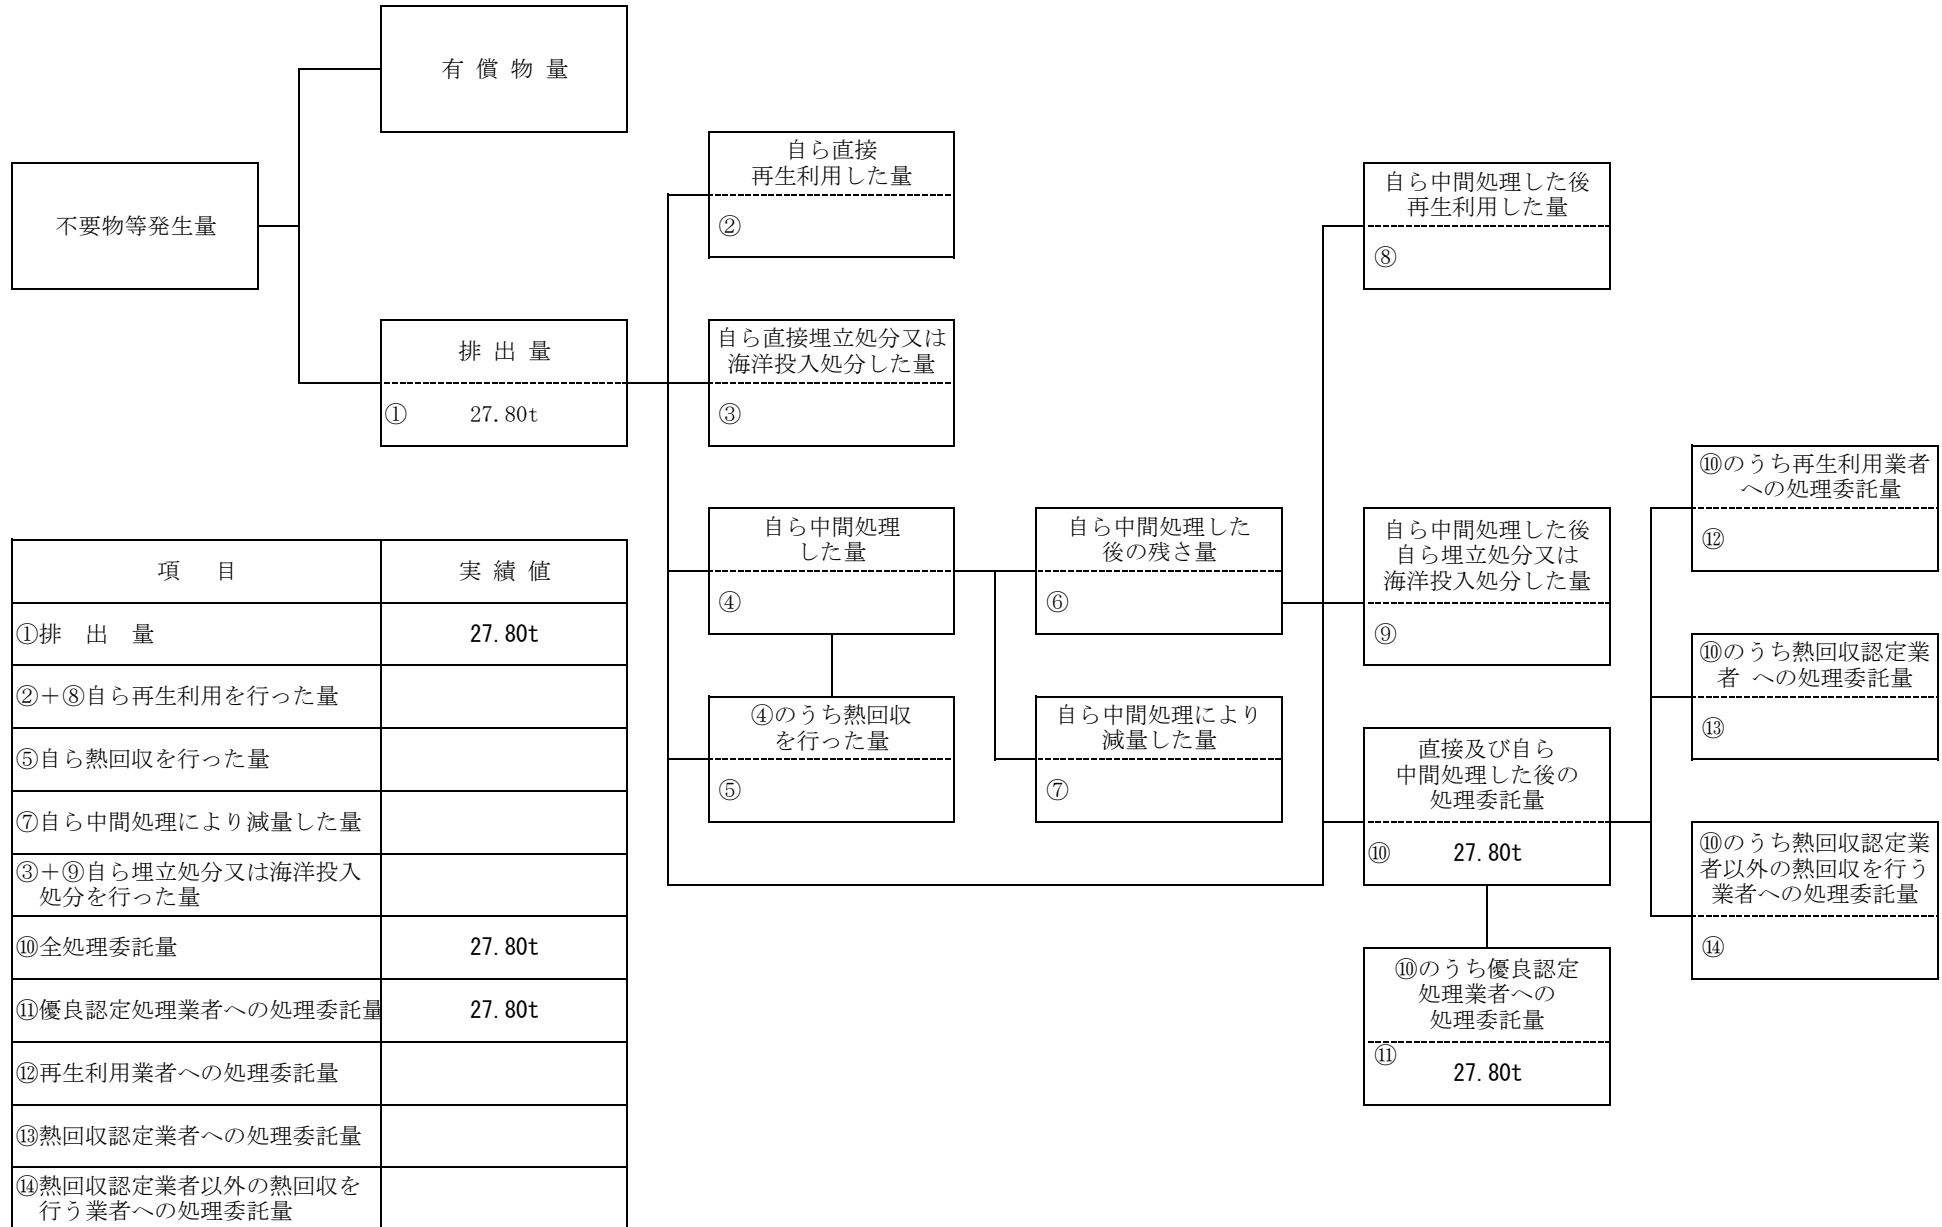 有 償 物 量
不要物等発生量
排 出 量
① 27.80t
自ら直接
再生利用した量
②
自ら直接埋立処分又は
海洋投入処分した量
③
自ら中間処理
した量
④
④のうち熱回収
を行った量
⑤
自ら中間処理した
後の残さ量
⑥
自ら中間処理により
減量した量
⑦
自ら中間処理した後
再生利用した量
⑧
自ら中間処理した後
自ら埋立処分又は
海洋投入処分した量
⑨
直接及び自ら
中間処理した後の
処理委託量
⑩ 27.80t
⑩のうち優良認定
処理業者への
処理委託量
⑪
27.80t
⑩のうち再生利用業者
への処理委託量
⑫
⑩のうち熱回収認定業
者 への処理委託量
⑬
⑩のうち熱回収認定業
者以外の熱回収を行う
業者への処理委託量
⑭
項 目 実 績 値
①排 出 量 27.80t
②+⑧自ら再生利用を行った量
⑤自ら熱回収を行った量
⑦自ら中間処理により減量した量
③+⑨自ら埋立処分又は海洋投入
処分を行った量
⑩全処理委託量 27.80t
⑪優良認定処理業者への処理委託量 27.80t
⑫再生利用業者への処理委託量
⑬熱回収認定業者への処理委託量
⑭熱回収認定業者以外の熱回収を
行う業者への処理委託量